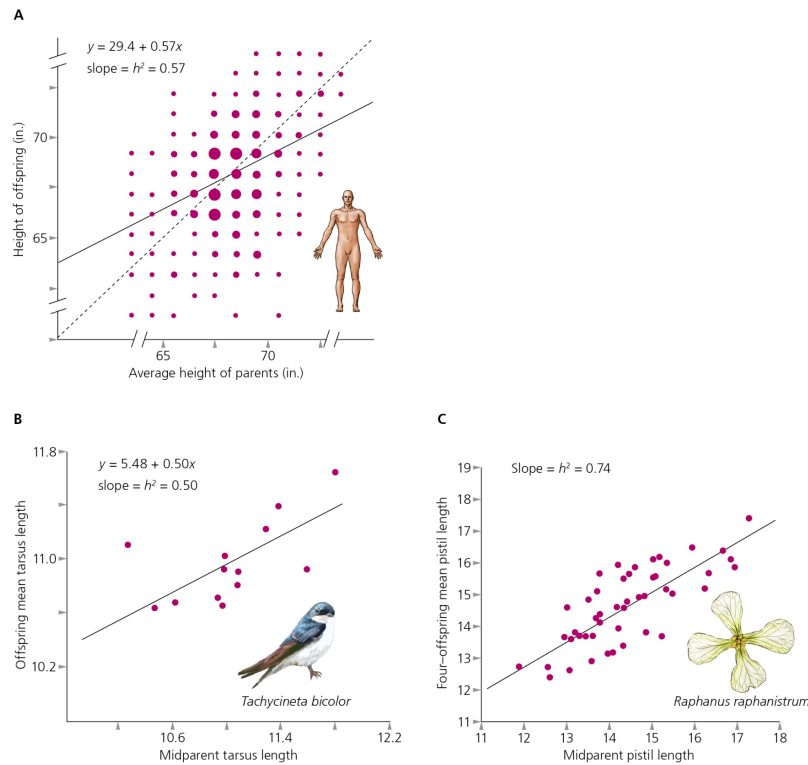 A
y = 29.4 + 0.57x
slope = h² = 0.57
Height of offspring (in.)
70
65
65
70
Average height of parents (in.)
B
y = 5.48 + 0.50x
slope = h² = 0.50
Offspring mean tarsus length
11.8
11.0
10.2
10.6
11.4
12.2
Midparent tarsus length
Tachycineta bicolor
C
Slope = h² = 0.74
Four–offspring mean pistil length
19
18
17
16
15
14
13
12
11
11
12
13
14
15
16
17
18
Midparent pistil length
Raphanus raphanistrum